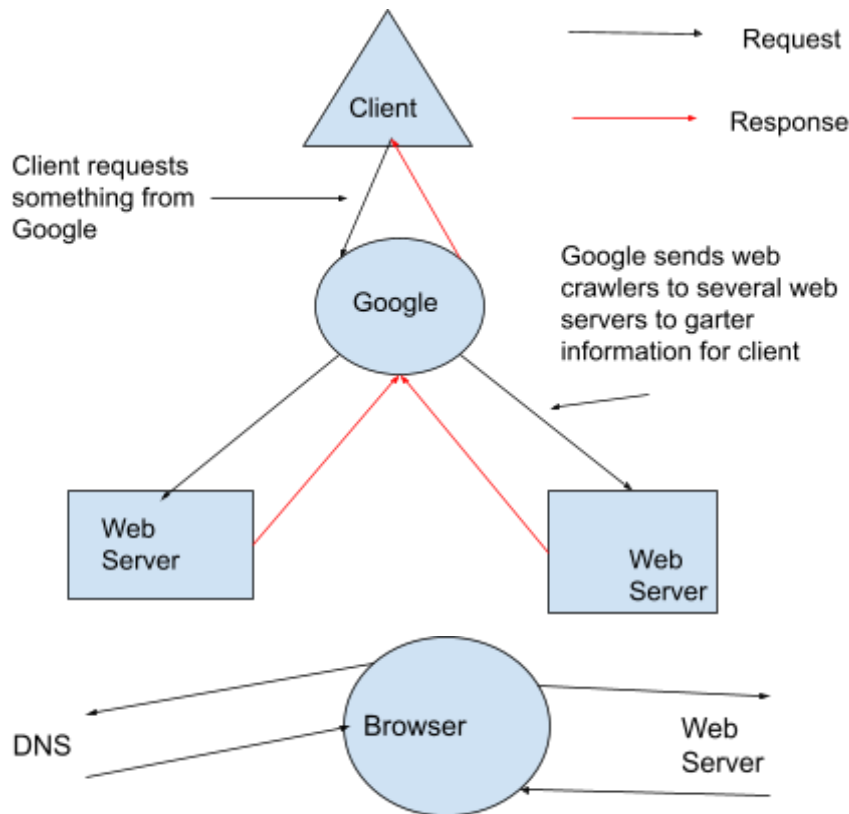 Client
Request
Response
Client requests
something from
Google
Google
Google sends web
crawlers to several web
servers to garter
information for client
Web
Server
Web
Server
DNS
Browser
Web
Server